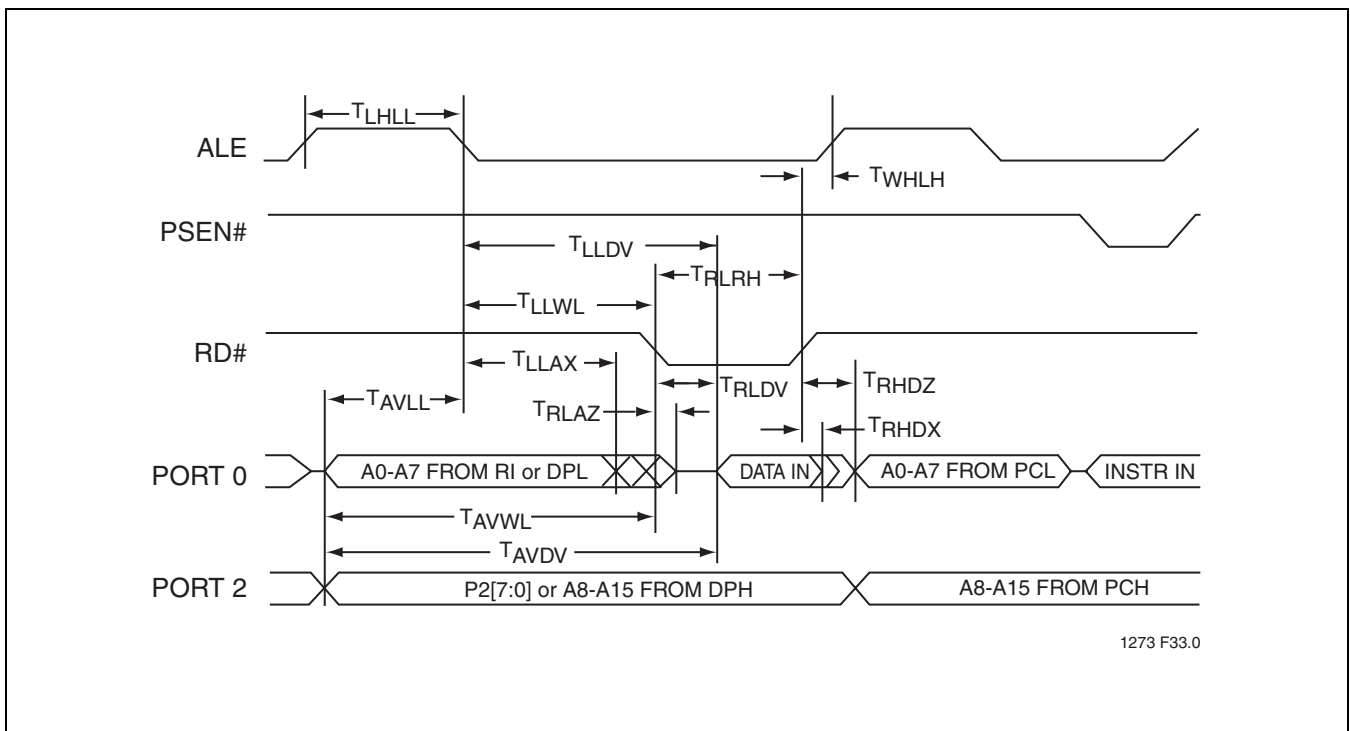 TLHLL
ALE
TWHLH
PSEN#
TLLDV
TRLRH
TLLWL
RD#
TLLAX
TRLDV
TRHDZ
TAVLL
TRLAZ
TRHDX
PORT 0
A0-A7 FROM RI or DPL
DATA IN
A0-A7 FROM PCL
INSTR IN
TAVWL
TAVDV
PORT 2
P2[7:0] or A8-A15 FROM DPH
A8-A15 FROM PCH
1273 F33.0